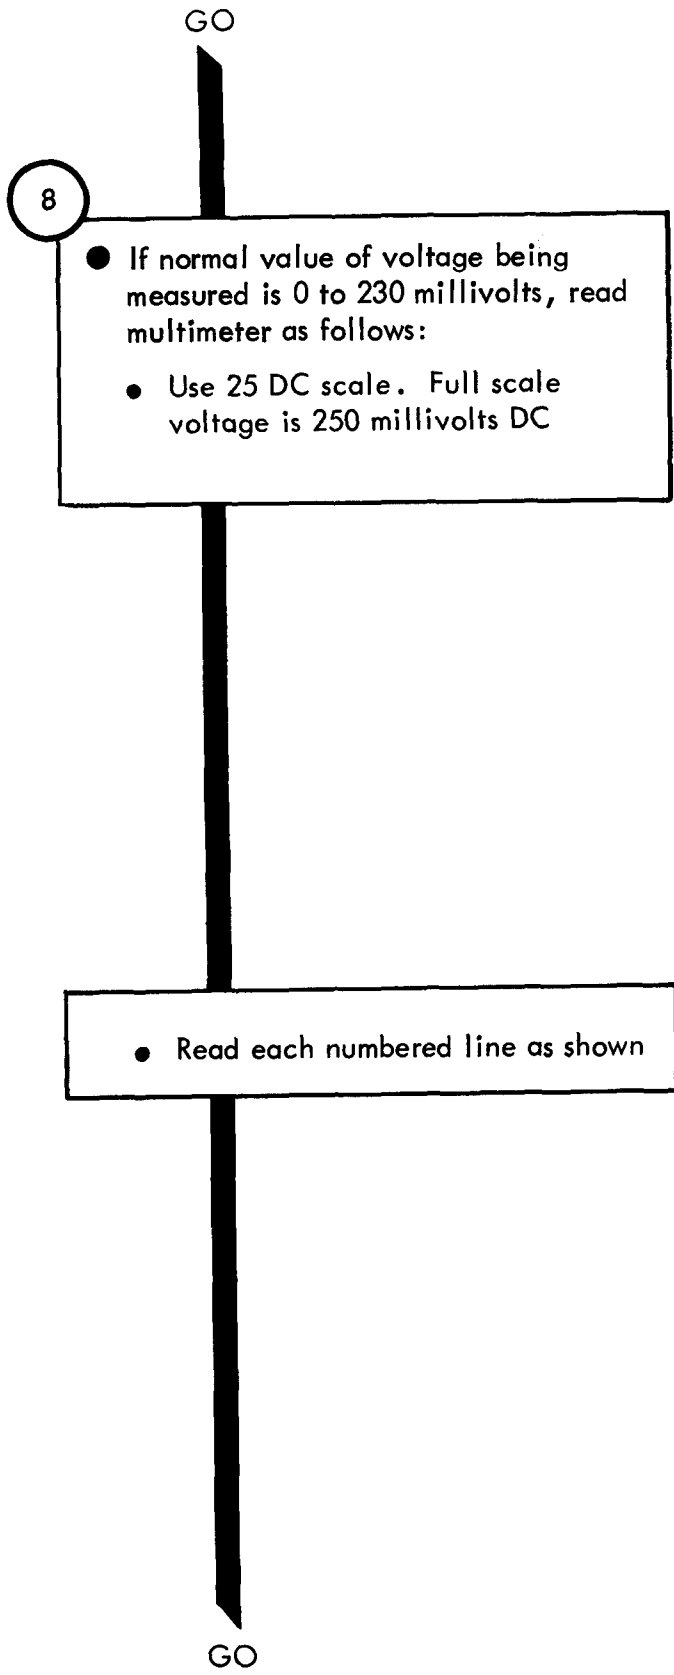 GO
8
● If normal value of voltage being
measured is 0 to 230 millivolts, read
multimeter as follows:
● Use 25 DC scale. Full scale
voltage is 250 millivolts DC
● Read each numbered line as shown
GO